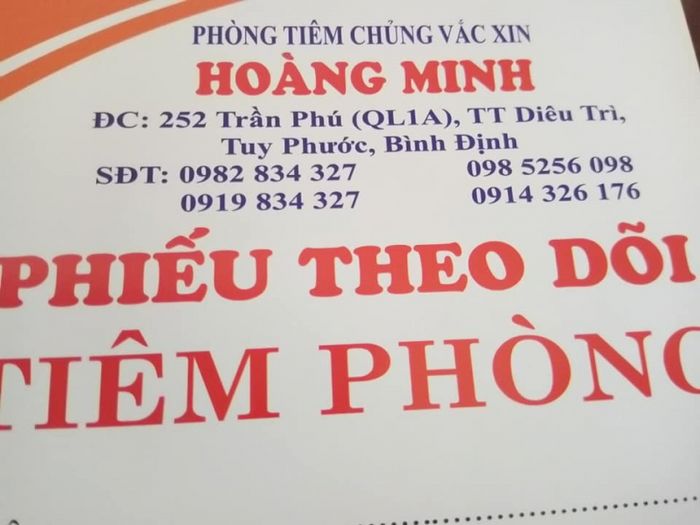 PHÒNG TIÊM CHỦNG VẮC XIN
HOÀNG MINH
ĐC: 252 Trần Phú (QL1A), TT Diêu Trì,
Tuy Phước, Bình Định
SĐT: 0982 834 327 098 5256 098
0919 834 327 0914 326 176
PHIẾU THEO DÕI
TIÊM PHÒNG